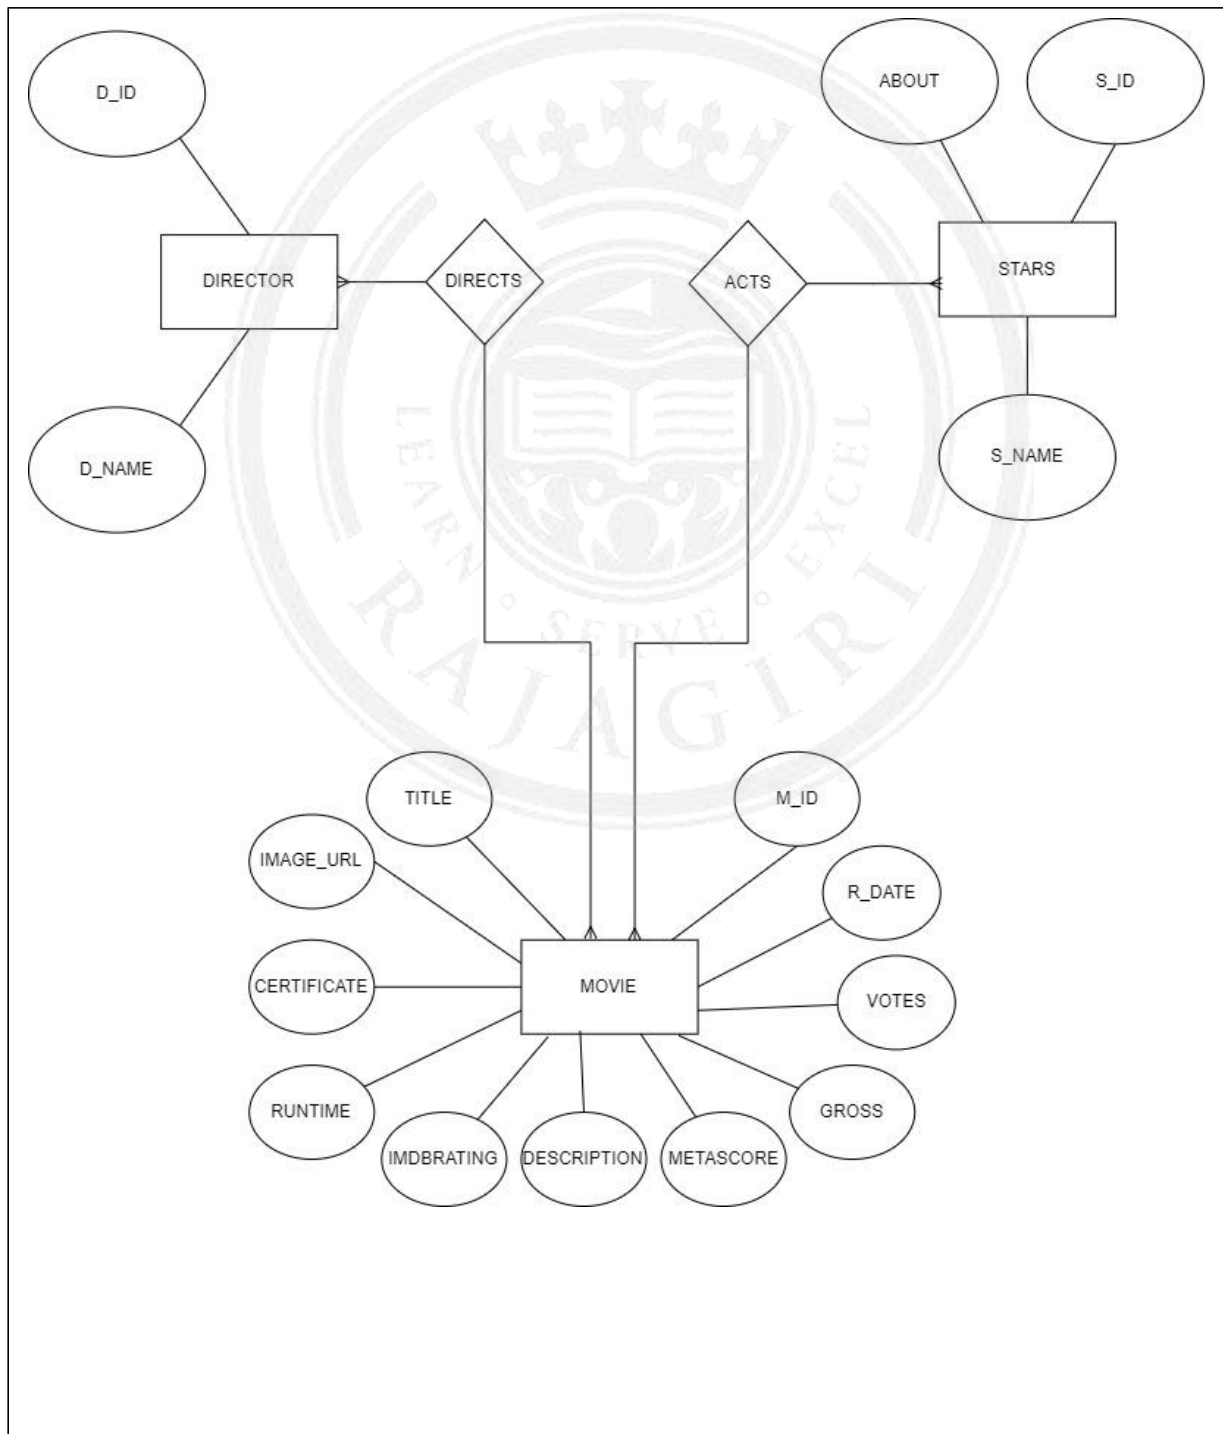 D_ID
ABOUT
S_ID
DIRECTOR
DIRECTS
ACTS
STARS
D_NAME
S_NAME
LEARN ∘ SERVE ∘ EXCEL
RAJAGIRI
TITLE
M_ID
IMAGE_URL
R_DATE
CERTIFICATE
MOVIE
VOTES
RUNTIME
GROSS
IMDBRATING
DESCRIPTION
METASCORE